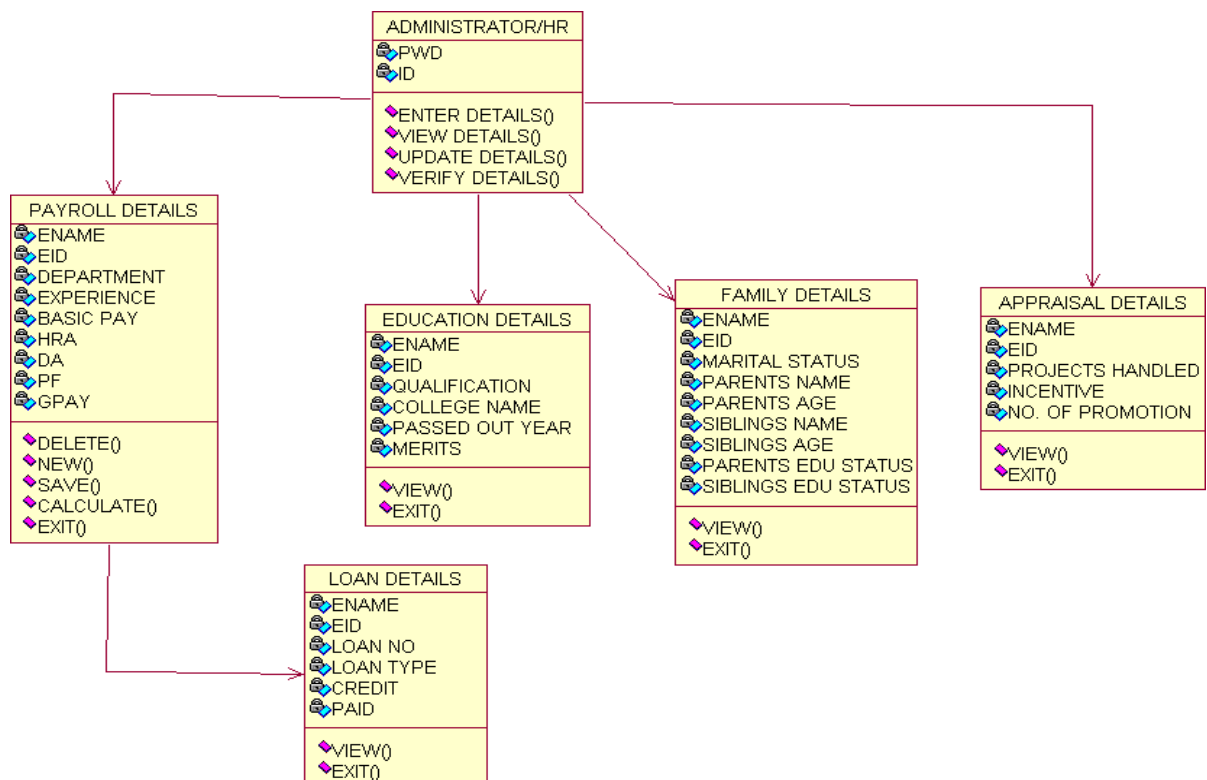 ADMINISTRATOR/HR
PWD
ID
ENTER DETAILS()
VIEW DETAILS()
UPDATE DETAILS()
VERIFY DETAILS()
PAYROLL DETAILS
ENAME
EID
DEPARTMENT
EXPERIENCE
BASIC PAY
HRA
DA
PF
GPAY
DELETE()
NEW()
SAVE()
CALCULATE()
EXIT()
EDUCATION DETAILS
ENAME
EID
QUALIFICATION
COLLEGE NAME
PASSED OUT YEAR
MERITS
VIEW()
EXIT()
FAMILY DETAILS
ENAME
EID
MARITAL STATUS
PARENTS NAME
PARENTS AGE
SIBLINGS NAME
SIBLINGS AGE
PARENTS EDU STATUS
SIBLINGS EDU STATUS
VIEW()
EXIT()
APPRAISAL DETAILS
ENAME
EID
PROJECTS HANDLED
INCENTIVE
NO. OF PROMOTION
VIEW()
EXIT()
LOAN DETAILS
ENAME
EID
LOAN NO
LOAN TYPE
CREDIT
PAID
VIEW()
EXIT()